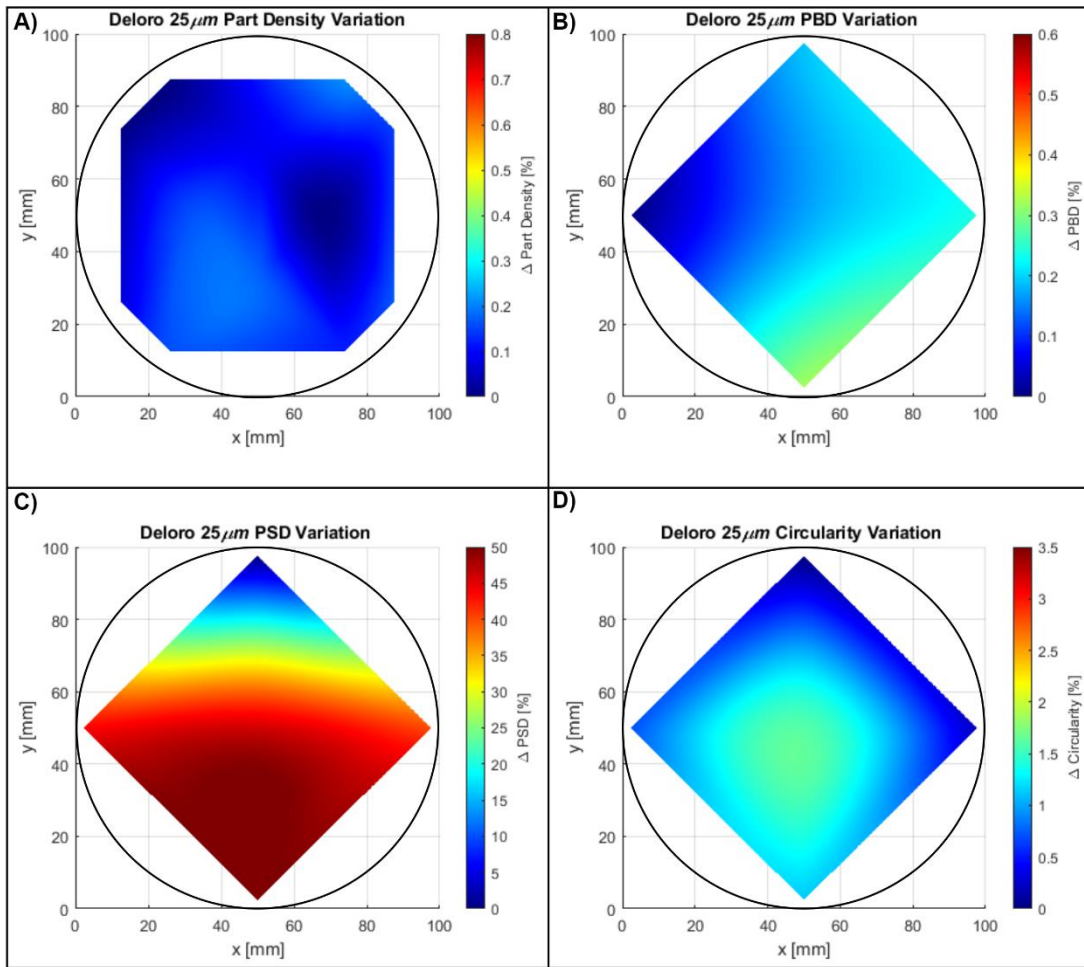 A)
Deloro 25μm Part Density Variation
100
80
60
40
20
0
0 20 40 60 80 100
x [mm]
y [mm]
0.8
0.7
0.6
0.5
0.4
0.3
0.2
0.1
0
Δ Part Density [%]
B)
Deloro 25μm PBD Variation
100
80
60
40
20
0
0 20 40 60 80 100
x [mm]
y [mm]
0.6
0.5
0.4
0.3
0.2
0.1
0
Δ PBD [%]
C)
Deloro 25μm PSD Variation
100
80
60
40
20
0
0 20 40 60 80 100
x [mm]
y [mm]
50
45
40
35
30
25
20
15
10
5
0
Δ PSD [%]
D)
Deloro 25μm Circularity Variation
100
80
60
40
20
0
0 20 40 60 80 100
x [mm]
y [mm]
3.5
3
2.5
2
1.5
1
0.5
0
Δ Circularity [%]